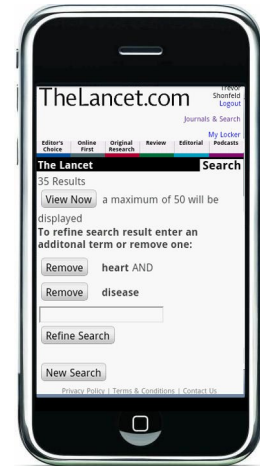 TheLancet.com
Trevor
Shonfeld
Logout
Journals & Search
My Locker
Editor's Choice Online First Original Research Review Editorial Podcasts
The Lancet Search
35 Results
View Now a maximum of 50 will be
displayed
To refine search result enter an
additonal term or remove one:
Remove heart AND
Remove disease
Refine Search
New Search
Privacy Policy | Terms & Conditions | Contact Us